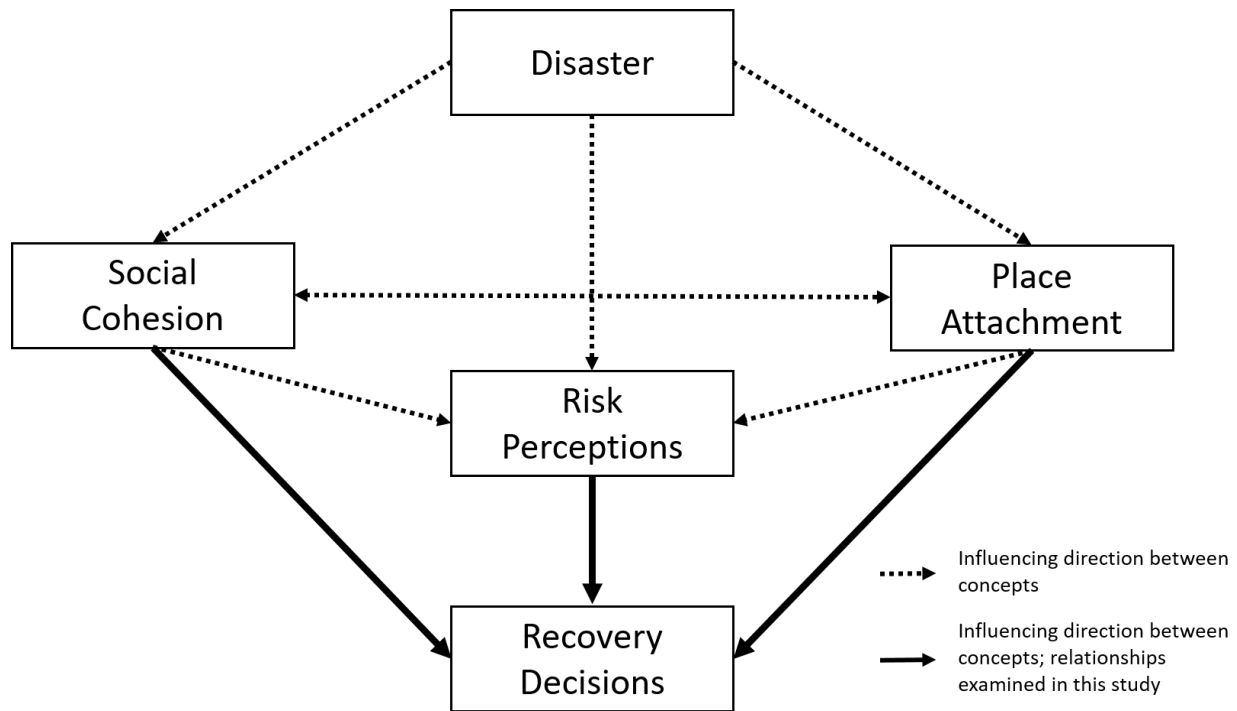 Disaster
Social
Cohesion
Place
Attachment
Risk
Perceptions
Recovery
Decisions
Influencing direction between
concepts
Influencing direction between
concepts; relationships
examined in this study